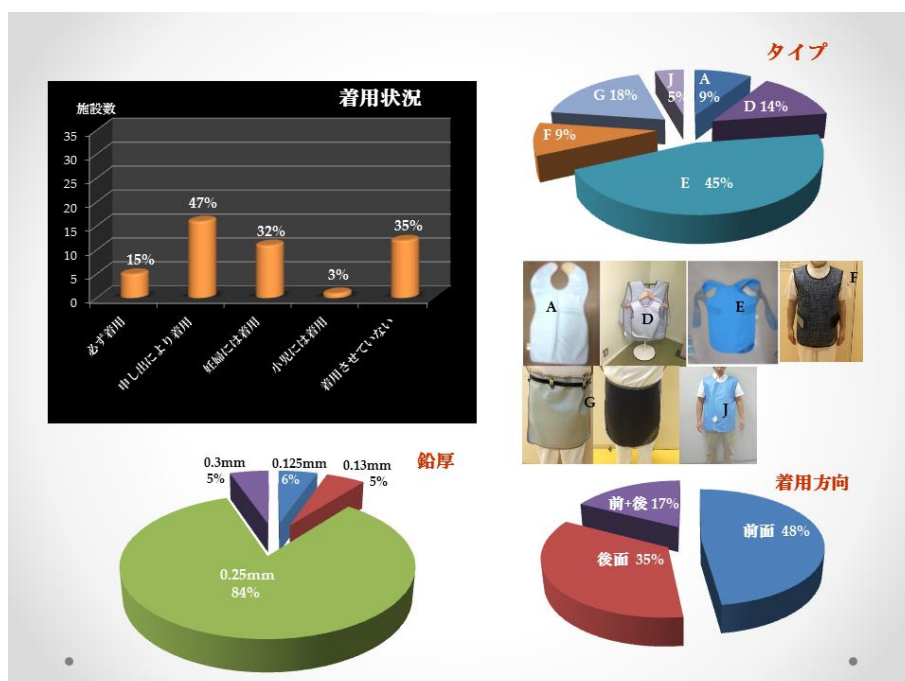 着用状況
施設数
35
30
25
20
15
10
5
0
15%
47%
32%
3%
35%
必ず着用
申し出により着用
妊婦には着用
小児には着用
着用させていない
タイプ
J
5%
A
9%
G 18%
D 14%
F 9%
E 45%
A
D
E
F
G
J
鉛厚
0.3mm
5%
0.125mm
6%
0.13mm
5%
0.25mm
84%
着用方向
前+後 17%
前面 48%
後面 35%